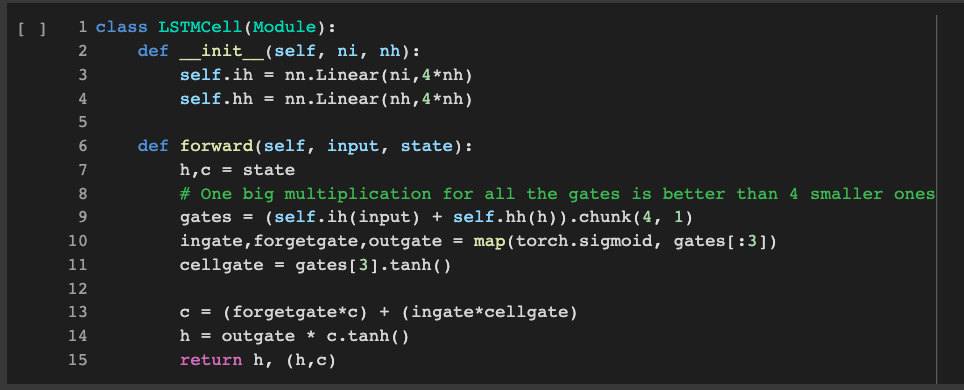 [ ] 1 class LSTMCell(Module):
2     def __init__(self, ni, nh):
3         self.ih = nn.Linear(ni,4*nh)
4         self.hh = nn.Linear(nh,4*nh)
5
6     def forward(self, input, state):
7         h,c = state
8         # One big multiplication for all the gates is better than 4 smaller ones
9         gates = (self.ih(input) + self.hh(h)).chunk(4, 1)
10         ingate,forgetgate,outgate = map(torch.sigmoid, gates[:3])
11         cellgate = gates[3].tanh()
12
13         c = (forgetgate*c) + (ingate*cellgate)
14         h = outgate * c.tanh()
15         return h, (h,c)